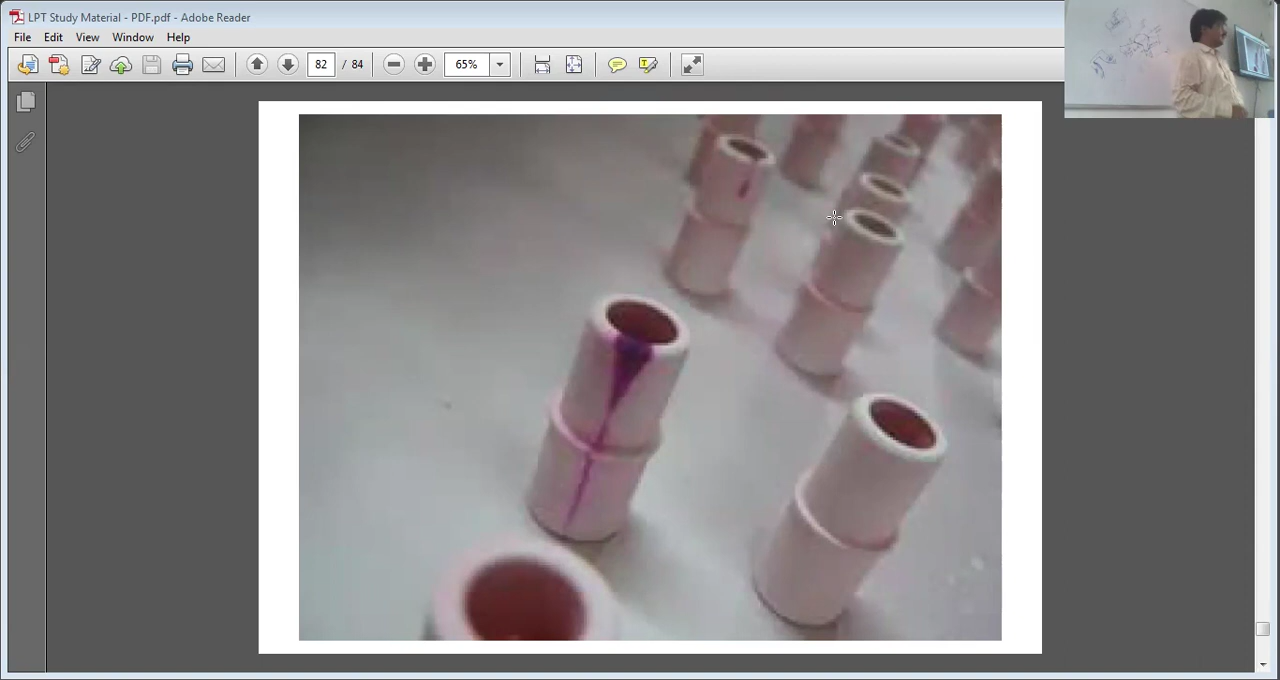 LPT Study Material - PDF.pdf - Adobe Reader
File Edit View Window Help
82 / 84 65%